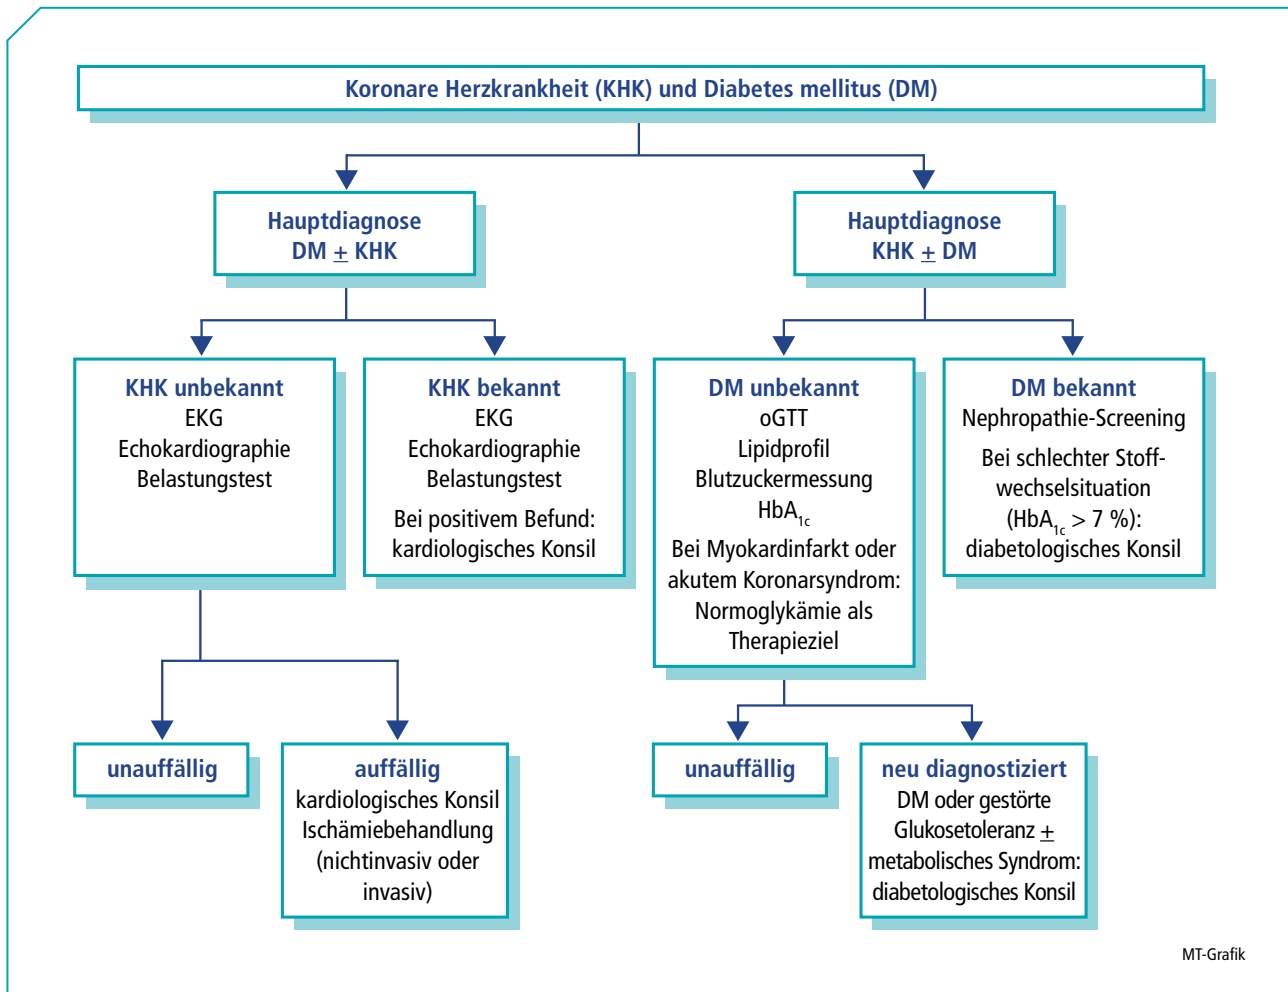 Koronare Herzkrankheit (KHK) und Diabetes mellitus (DM)
Hauptdiagnose
DM ± KHK
Hauptdiagnose
KHK ± DM
KHK unbekannt
EKG
Echokardiographie
Belastungstest
KHK bekannt
EKG
Echokardiographie
Belastungstest
Bei positivem Befund:
kardiologisches Konsil
DM unbekannt
oGTT
Lipidprofil
Blutzuckermessung
HbA1c
Bei Myokardinfarkt oder
akutem Koronarsyndrom:
Normoglykämie als
Therapieziel
DM bekannt
Nephropathie-Screening
Bei schlechter Stoff-
wechselsituation
(HbA1c > 7 %):
diabetologisches Konsil
unauffällig
auffällig
kardiologisches Konsil
Ischämiebehandlung
(nichtinvasiv oder
invasiv)
unauffällig
neu diagnostiziert
DM oder gestörte
Glukosetoleranz ±
metabolisches Syndrom:
diabetologisches Konsil
MT-Grafik